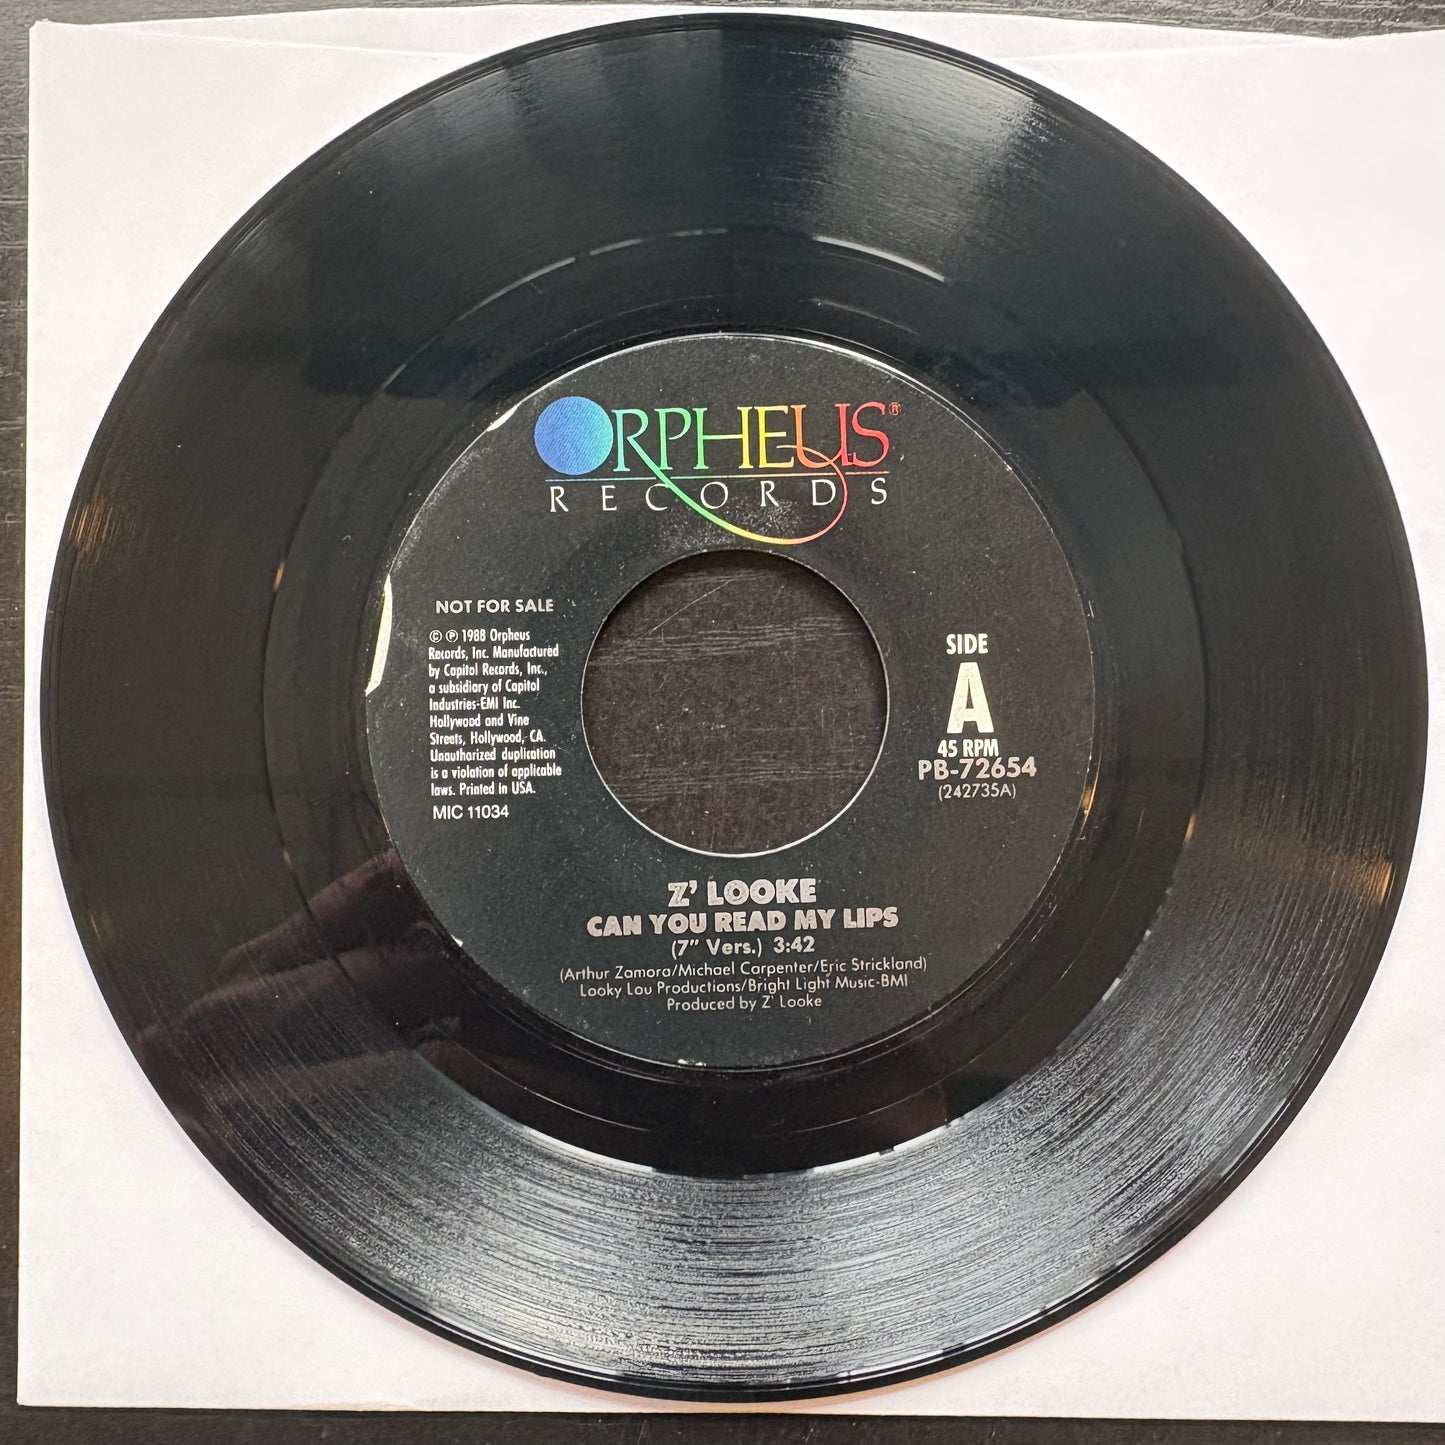 ORPHEUS®
RECORDS
NOT FOR SALE
© ℗ 1988 Orpheus
Records, Inc. Manufactured
by Capitol Records, Inc.,
a subsidiary of Capitol
Industries-EMI Inc.
Hollywood and Vine
Streets, Hollywood, CA.
Unauthorized duplication
is a violation of applicable
laws. Printed in USA.
MIC 11034
SIDE
A
45 RPM
PB-72654
(242735A)
Z' LOOKE
CAN YOU READ MY LIPS
(7" Vers.) 3:42
(Arthur Zamora/Michael Carpenter/Eric Strickland)
Looky Lou Productions/Bright Light Music-BMI
Produced by Z' Looke